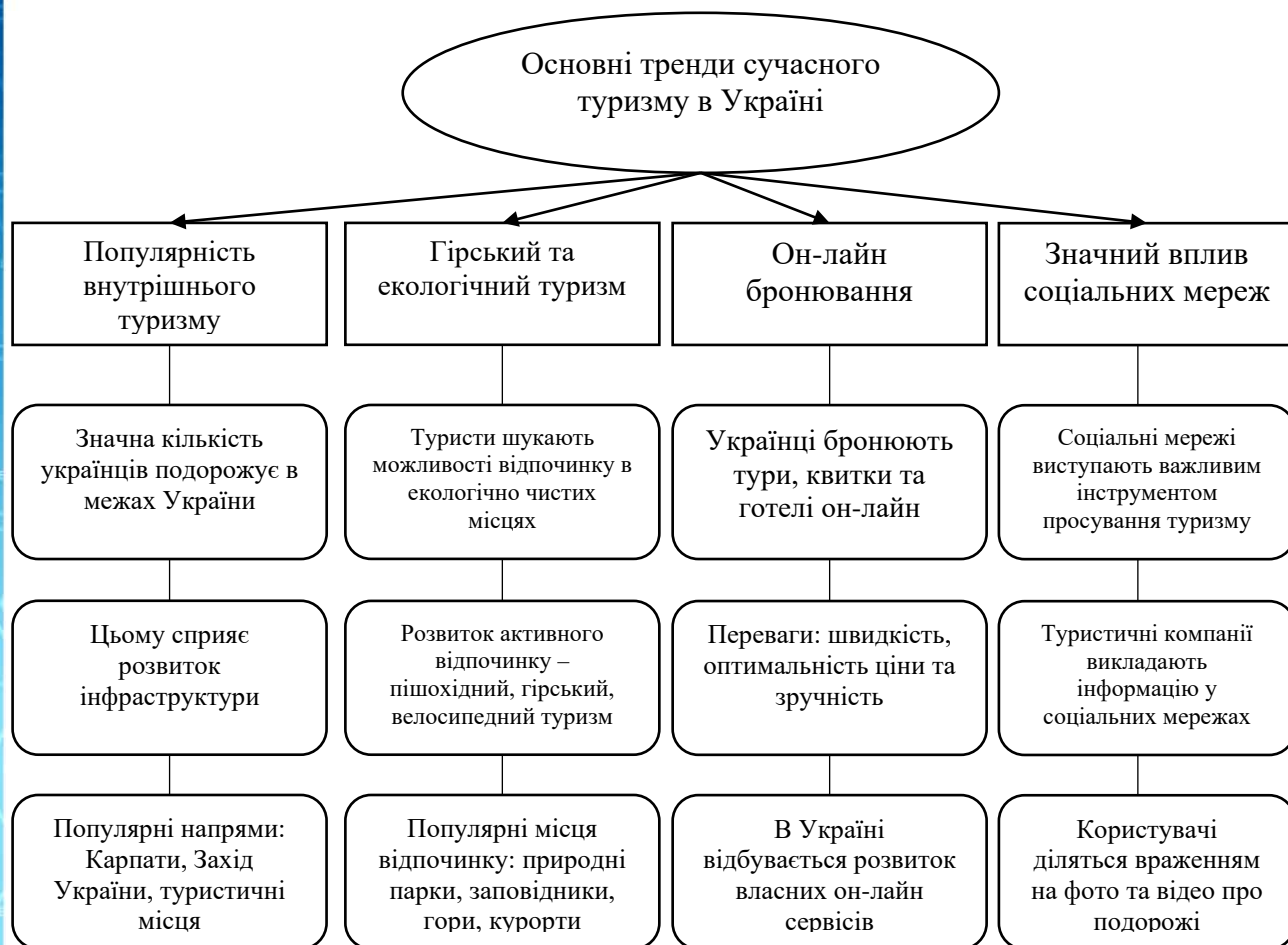 Основні тренди сучасного
туризму в Україні
Популярність
внутрішнього
туризму
Гірський та
екологічний туризм
Он-лайн
бронювання
Значний вплив
соціальних мереж
Значна кількість
українців подорожує в
межах України
Туристи шукають
можливості відпочинку в
екологічно чистих
місцях
Українці бронюють
тури, квитки та
готелі он-лайн
Соціальні мережі
виступають важливим
інструментом
просування туризму
Цьому сприяє
розвиток
інфраструктури
Розвиток активного
відпочинку –
пішохідний, гірський,
велосипедний туризм
Переваги: швидкість,
оптимальність ціни та
зручність
Туристичні компанії
викладають
інформацію у
соціальних мережах
Популярні напрями:
Карпати, Захід
України, туристичні
місця
Популярні місця
відпочинку: природні
парки, заповідники,
гори, курорти
В Україні
відбувається розвиток
власних он-лайн
сервісів
Користувачі
діляться враженням
на фото та відео про
подорожі